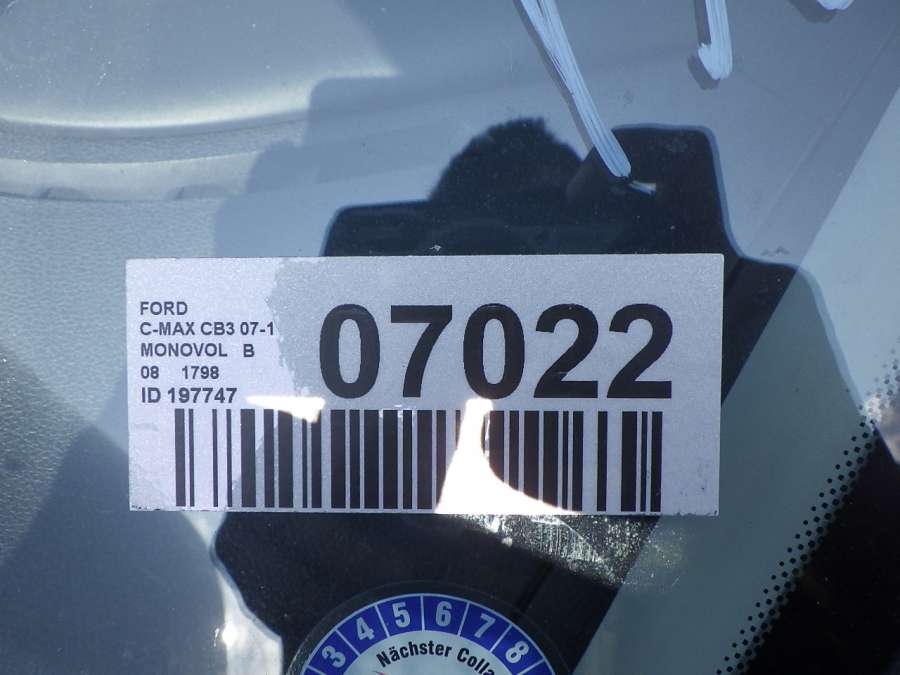 FORD
C-MAX CB3 07-1
MONOVOL B
08 1798
ID 197747
07022
3 4 5 6 7 8
Nächster